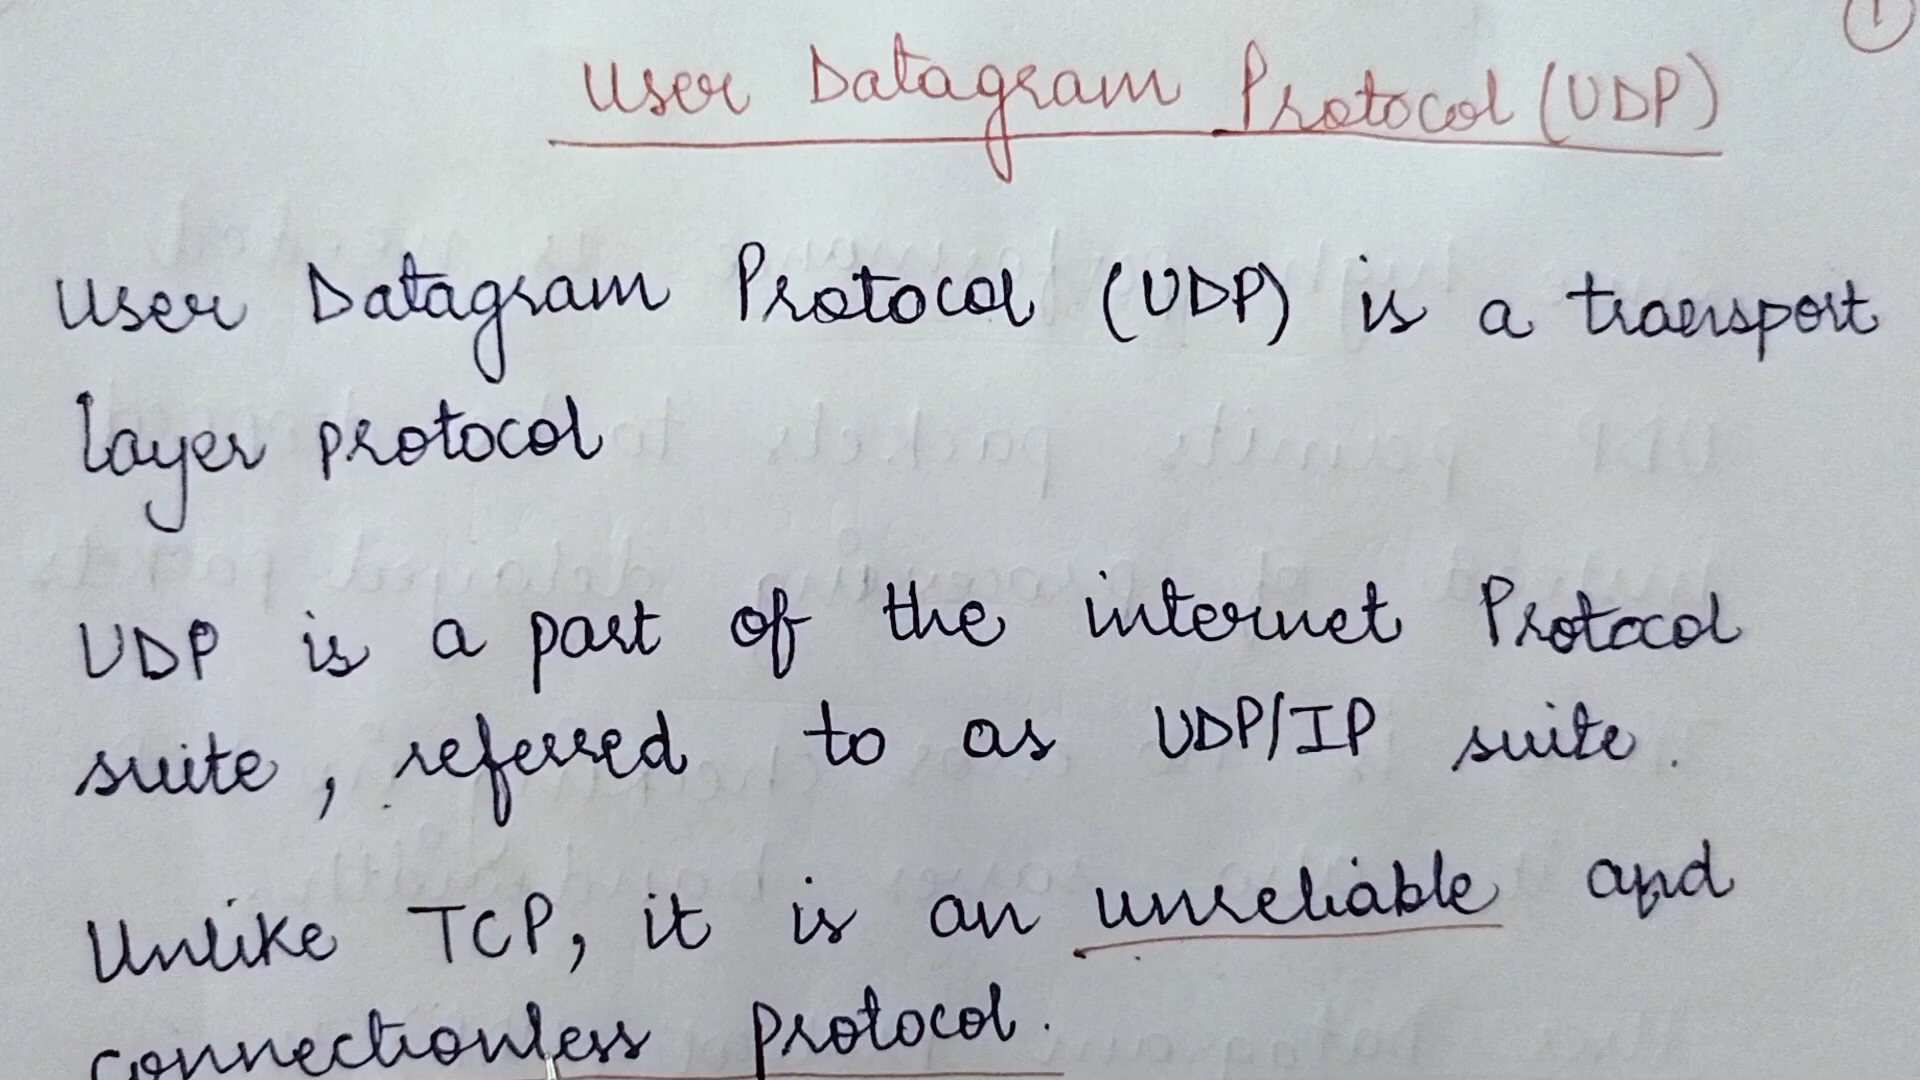 1
User Datagram Protocol (UDP)
User Datagram Protocol (UDP) is a transport
layer protocol
UDP is a part of the internet Protocol
suite, referred to as UDP/IP suite.
Unlike TCP, it is an unreliable and
connectionless protocol.